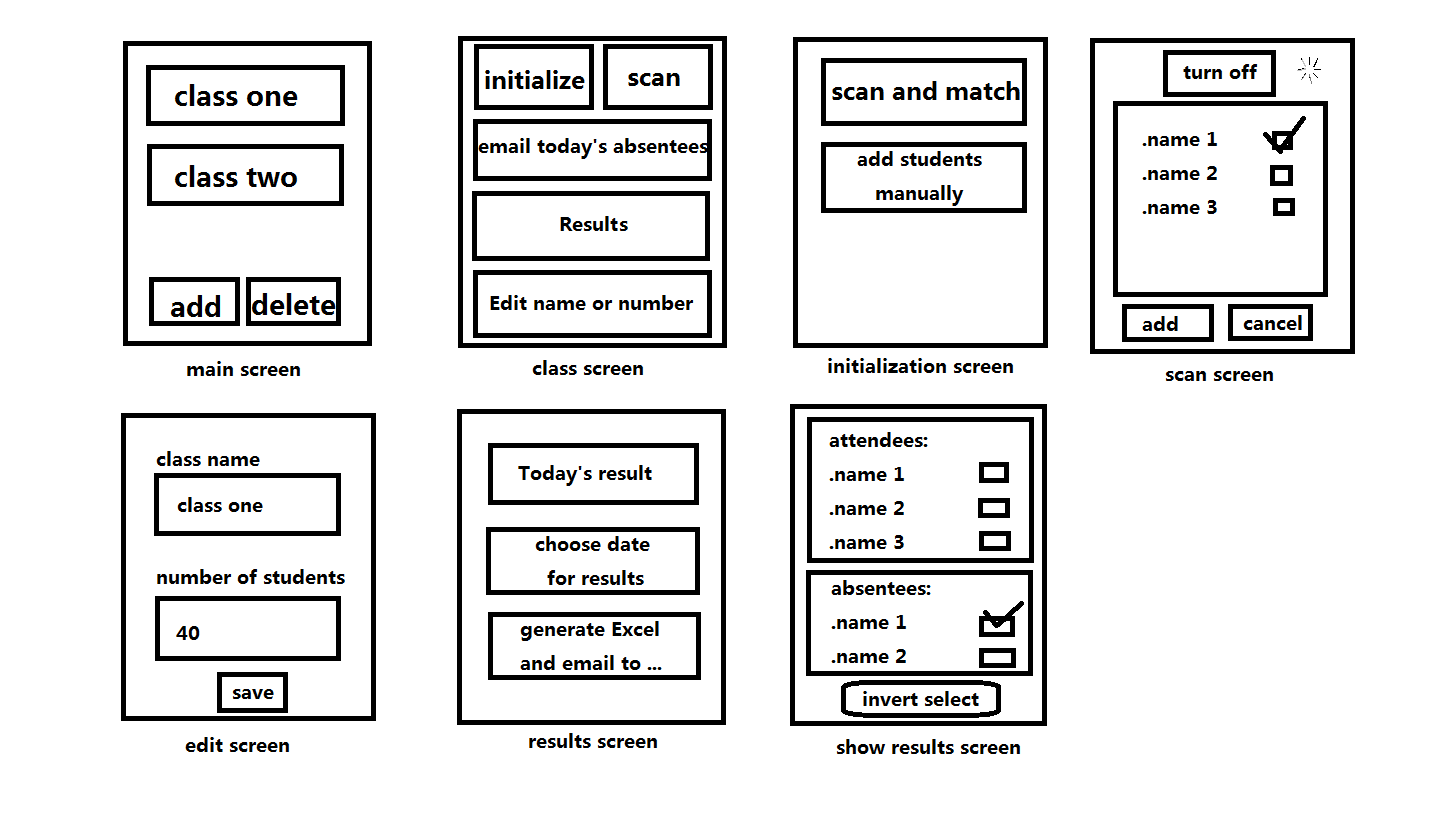 class one
class two
add
delete
main screen
initialize
scan
email today's absentees
Results
Edit name or number
class screen
scan and match
add students
manually
initialization screen
turn off
.name 1
.name 2
.name 3
add
cancel
scan screen
class name
class one
number of students
40
save
edit screen
Today's result
choose date
for results
generate Excel
and email to ...
results screen
attendees:
.name 1
.name 2
.name 3
absentees:
.name 1
.name 2
invert select
show results screen